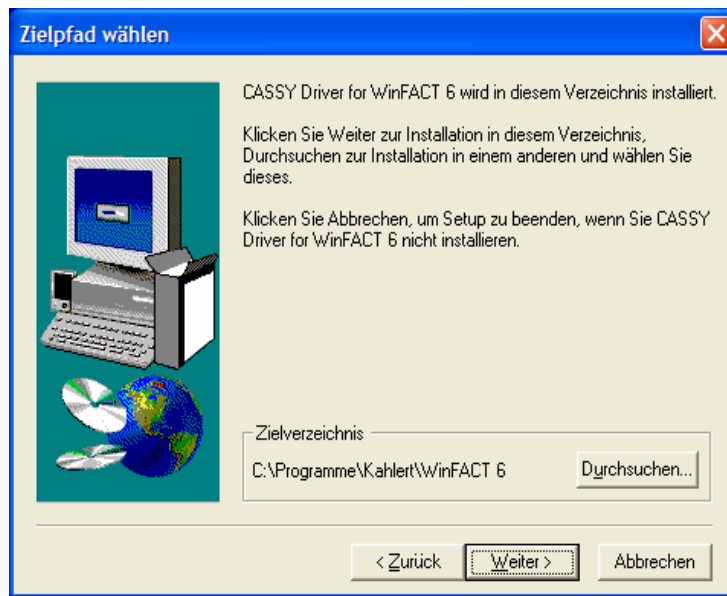 Zielpfad wählen
CASSY Driver for WinFACT 6 wird in diesem Verzeichnis installiert.
Klicken Sie Weiter zur Installation in diesem Verzeichnis,
Durchsuchen zur Installation in einem anderen und wählen Sie
dieses.
Klicken Sie Abbrechen, um Setup zu beenden, wenn Sie CASSY
Driver for WinFACT 6 nicht installieren.
Zielverzeichnis
C:\Programme\Kahlert\WinFACT 6
Durchsuchen...
< Zurück
Weiter >
Abbrechen